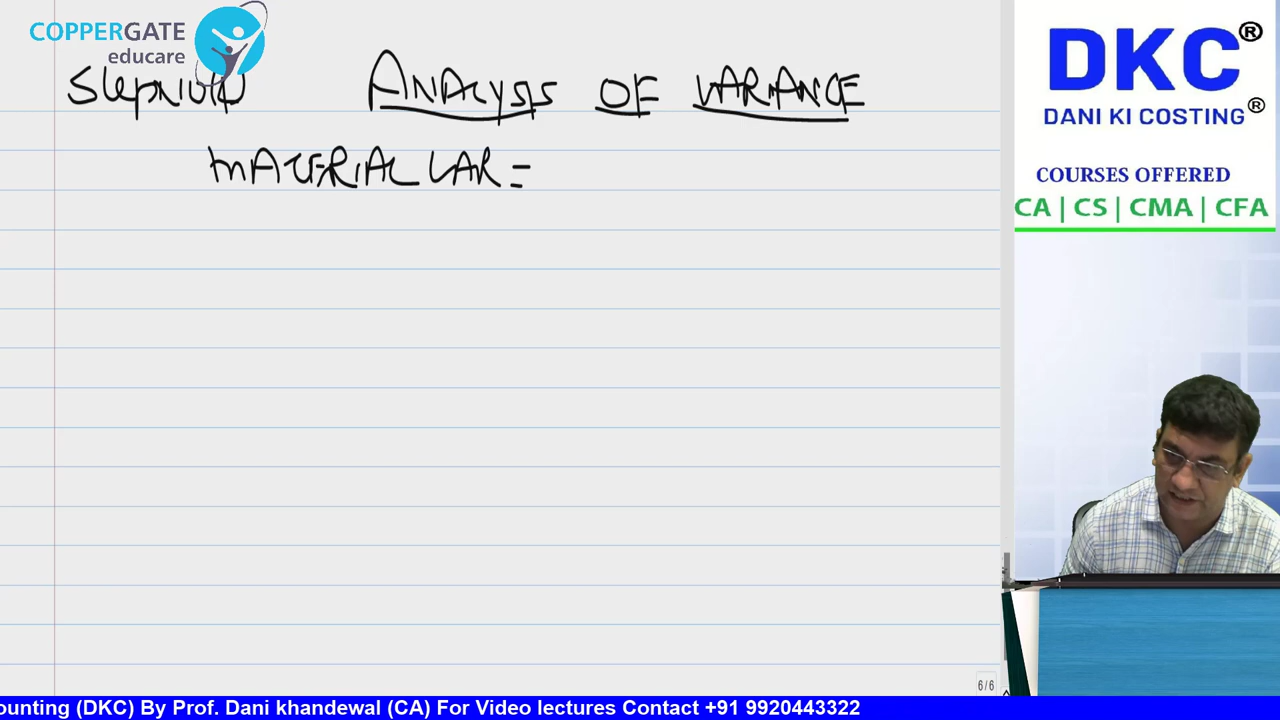 COPPERGATE
educare
ANALYSIS OF VARIANCE
MATERIAL VAR =
DKC®
DANI KI COSTING®
COURSES OFFERED
CA | CS | CMA | CFA
6/6
ounting (DKC) By Prof. Dani khandewal (CA) For Video lectures Contact +91 9920443322